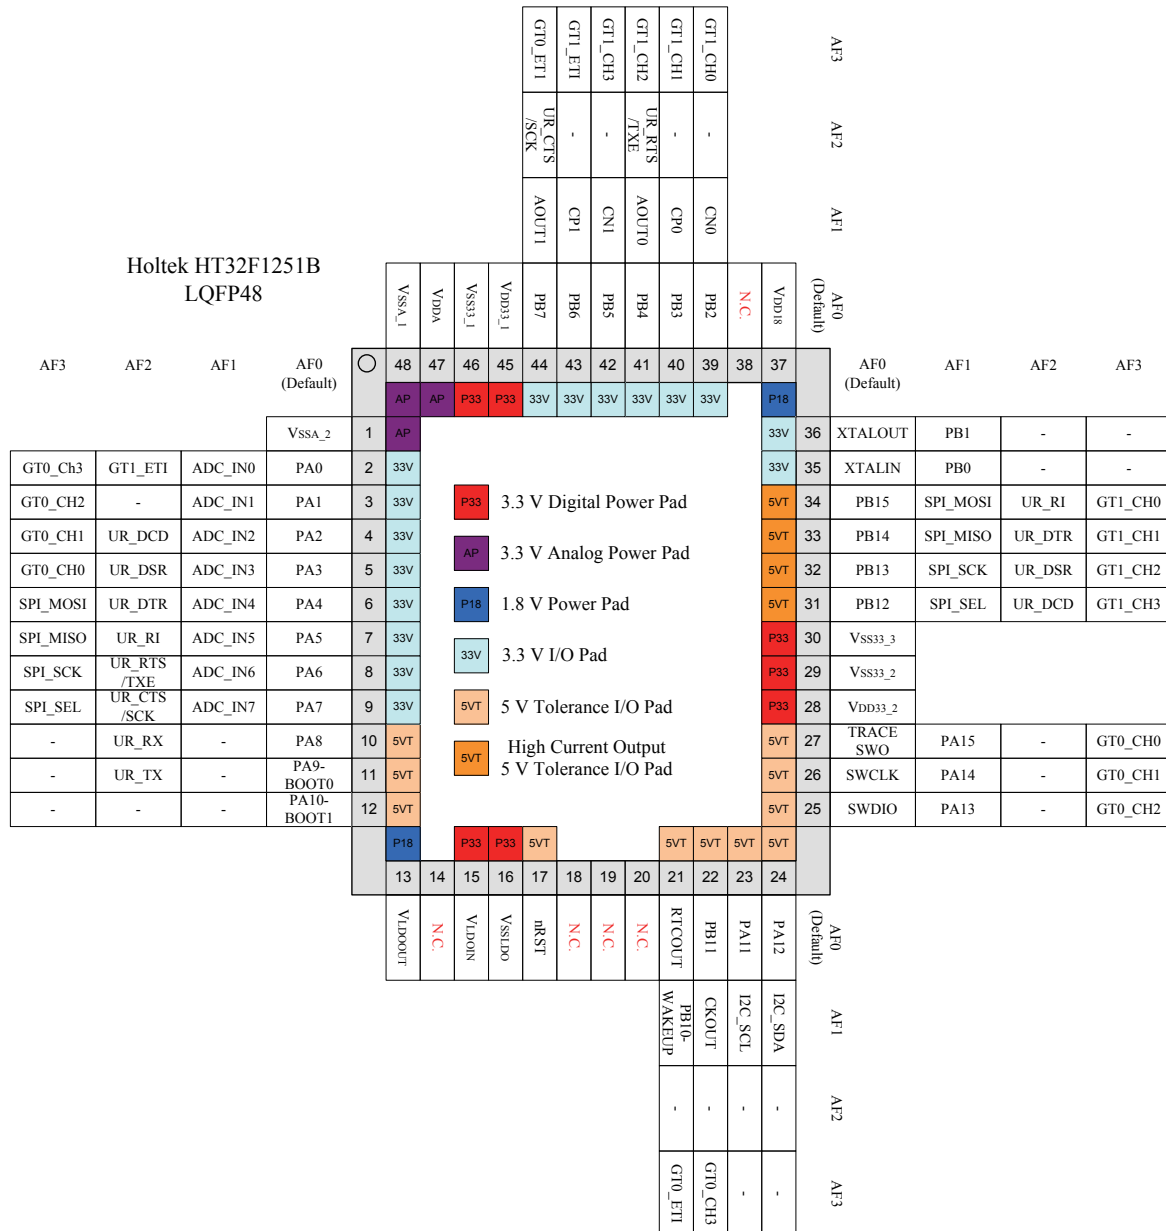 GT0_ET1 GT1_ETI GT1_CH3 GT1_CH2 GT1_CH1 GT1_CH0 AF3
UR_CTS /SCK - - UR_RTS /TXE - - AF2
AOUT1 CP1 CN1 AOUT0 CP0 CN0 AF1
Holtek HT32F1251B
LQFP48
VSSA_1 VDDA VSS33_1 VDD33_1 PB7 PB6 PB5 PB4 PB3 PB2 N.C. VDD18 AF0 (Default)
AF3 AF2 AF1 AF0 (Default) 48 47 46 45 44 43 42 41 40 39 38 37 AF0 (Default) AF1 AF2 AF3
AP AP P33 P33 33V 33V 33V 33V 33V 33V P18
VSSA_2 1 AP 33V 36 XTALOUT PB1 - -
GT0_Ch3 GT1_ETI ADC_IN0 PA0 2 33V 33V 35 XTALIN PB0 - -
GT0_CH2 - ADC_IN1 PA1 3 33V P33 3.3 V Digital Power Pad 5VT 34 PB15 SPI_MOSI UR_RI GT1_CH0
GT0_CH1 UR_DCD ADC_IN2 PA2 4 33V 5VT 33 PB14 SPI_MISO UR_DTR GT1_CH1
AP 3.3 V Analog Power Pad
GT0_CH0 UR_DSR ADC_IN3 PA3 5 33V 5VT 32 PB13 SPI_SCK UR_DSR GT1_CH2
SPI_MOSI UR_DTR ADC_IN4 PA4 6 33V P18 1.8 V Power Pad 5VT 31 PB12 SPI_SEL UR_DCD GT1_CH3
SPI_MISO UR_RI ADC_IN5 PA5 7 33V P33 30 VSS33_3
33V 3.3 V I/O Pad
SPI_SCK UR_RTS /TXE ADC_IN6 PA6 8 33V P33 29 VSS33_2
SPI_SEL UR_CTS /SCK ADC_IN7 PA7 9 33V 5VT 5 V Tolerance I/O Pad P33 28 VDD33_2
- UR_RX - PA8 10 5VT 5VT 27 TRACE SWO PA15 - GT0_CH0
5VT High Current Output
5 V Tolerance I/O Pad
- UR_TX - PA9-BOOT0 11 5VT 5VT 26 SWCLK PA14 - GT0_CH1
- - - PA10-BOOT1 12 5VT 5VT 25 SWDIO PA13 - GT0_CH2
P18 P33 P33 5VT 5VT 5VT 5VT 5VT
13 14 15 16 17 18 19 20 21 22 23 24
VLDOOUT N.C. VLDOIN VSSLDO nRST N.C. N.C. N.C. RTCOUT PB11 PA11 PA12 AF0 (Default)
PB10-WAKEUP CKOUT I2C_SCL I2C_SDA AF1
- - - - AF2
GT0_ETI GT0_CH3 - - AF3